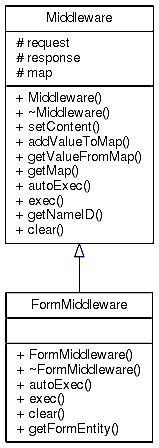 Middleware
# request
# response
# map
+ Middleware()
+ ~Middleware()
+ setContent()
+ addValueToMap()
+ getValueFromMap()
+ getMap()
+ autoExec()
+ exec()
+ getNameID()
+ clear()
FormMiddleware
+ FormMiddleware()
+ ~FormMiddleware()
+ autoExec()
+ exec()
+ clear()
+ getFormEntity()